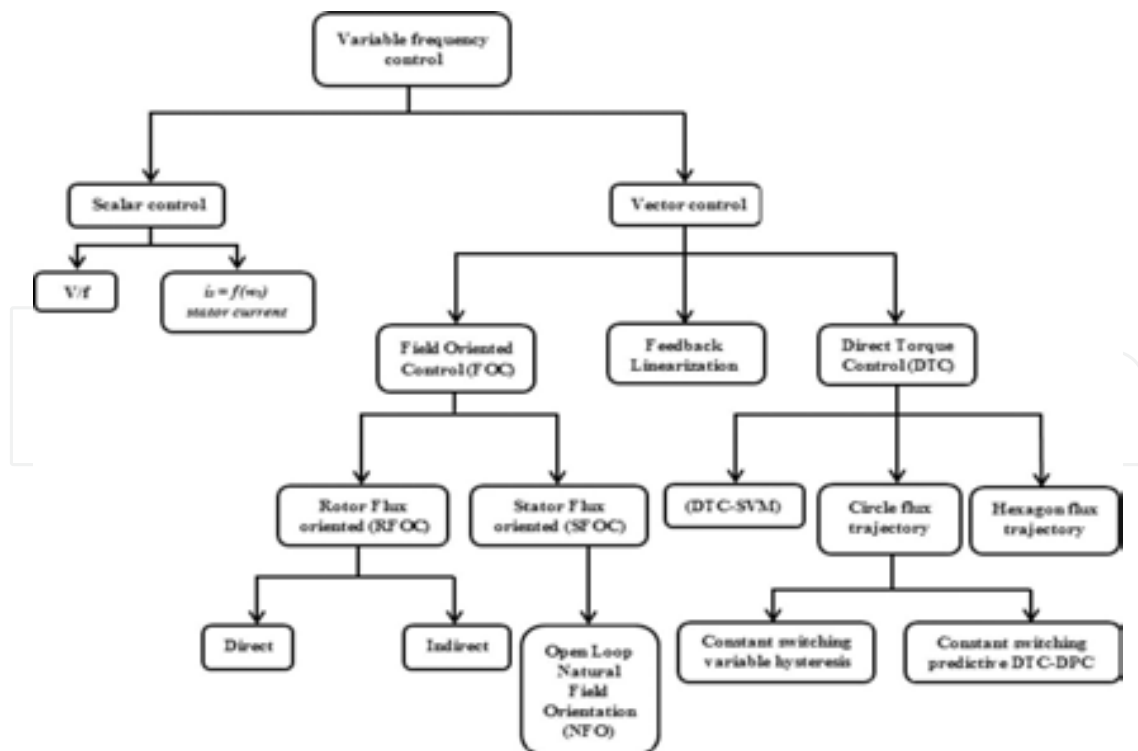 Variable frequency
control
Scalar control
Vector control
V/f
is = f(ws)
stator current
Field Oriented
Control (FOC)
Feedback
Linearization
Direct Torque
Control (DTC)
Rotor Flux
oriented (RFOC)
Stator Flux
oriented (SFOC)
(DTC-SVM)
Circle flux
trajectory
Hexagon flux
trajectory
Direct
Indirect
Open Loop
Natural
Field
Orientation
(NFO)
Constant switching
variable hysteresis
Constant switching
predictive DTC-DPC